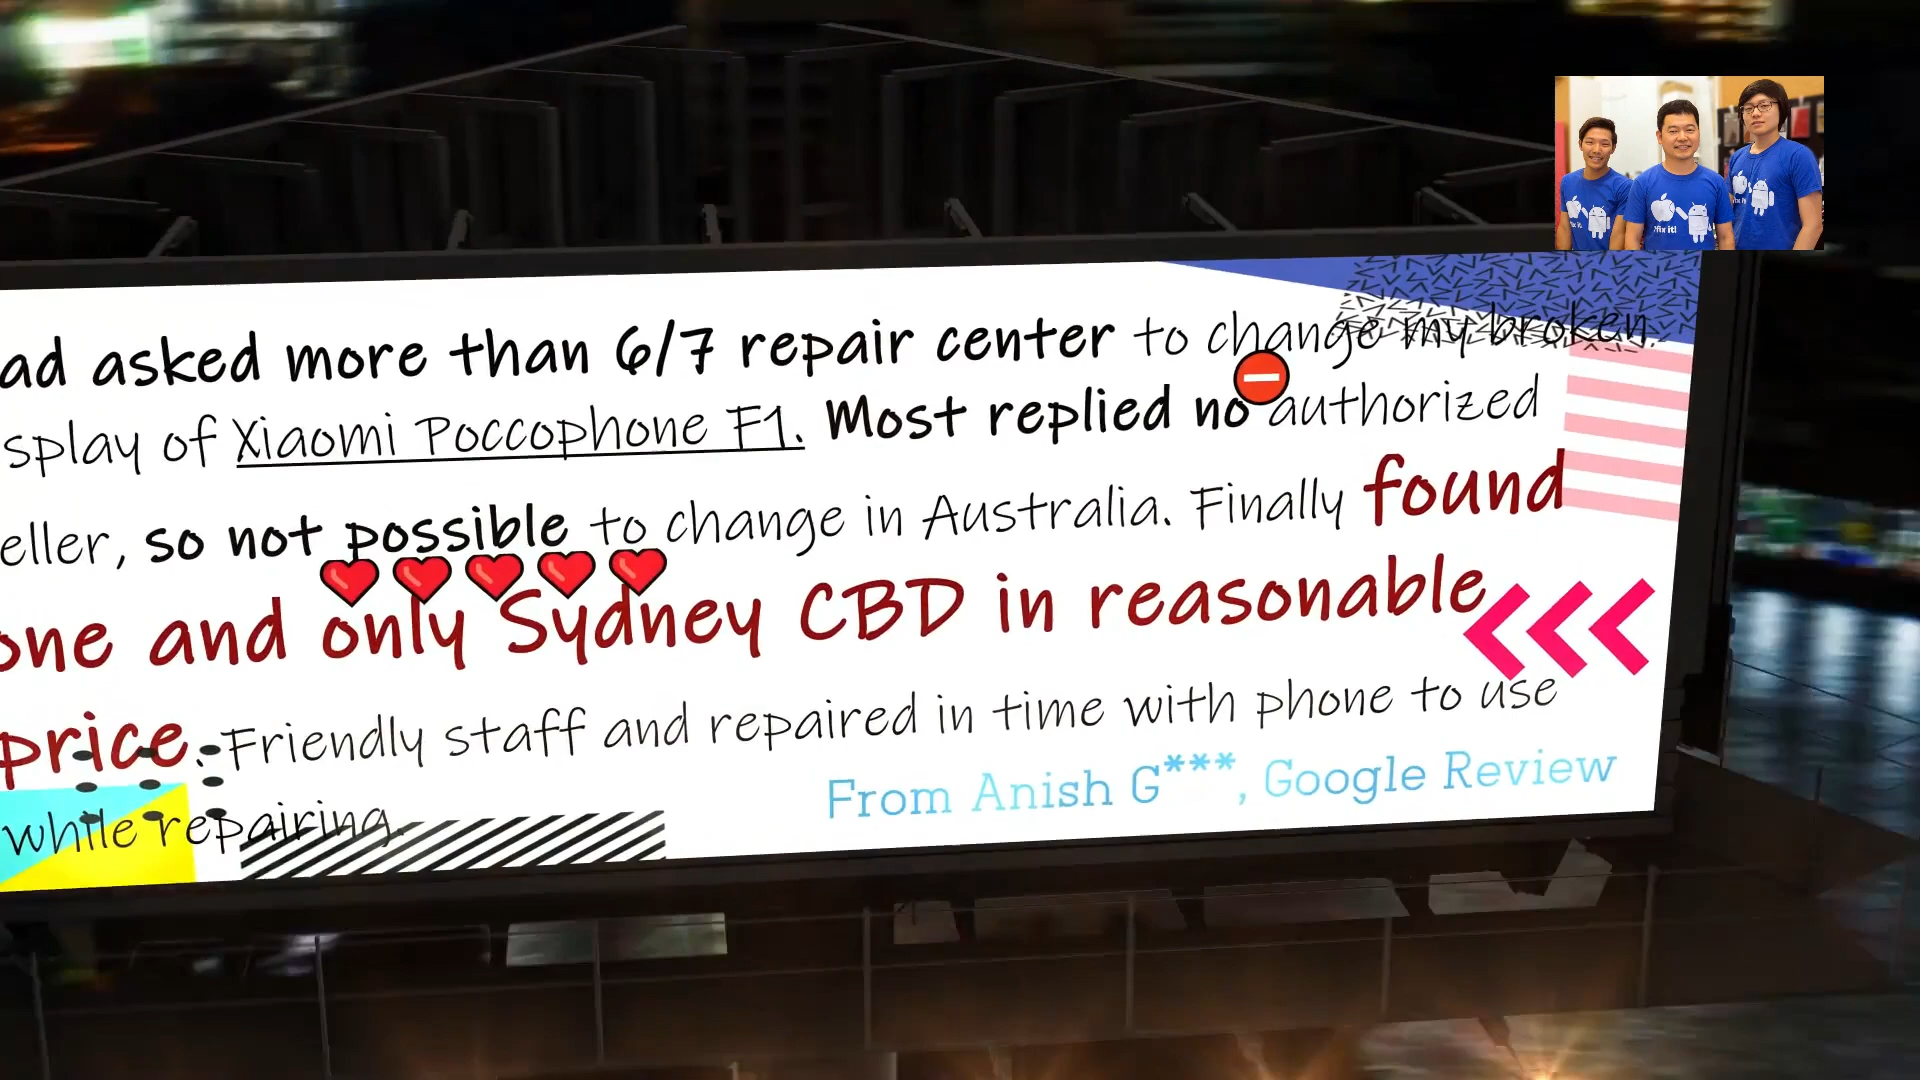 ad asked more than 6/7 repair center to change my broken
splay of Xiaomi Poccophone F1. Most replied no authorized
eller, so not possible to change in Australia. Finally found
one and only Sydney CBD in reasonable
price. Friendly staff and repaired in time with phone to use
while repairing.
From Anish G***, Google Review
fix it!